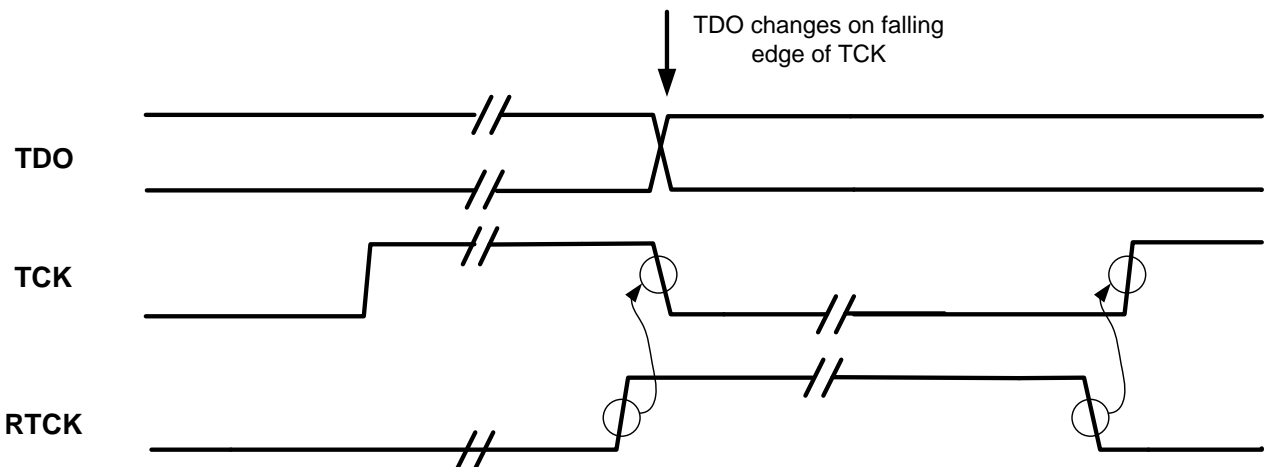 TDO changes on falling
edge of TCK
TDO
TCK
RTCK